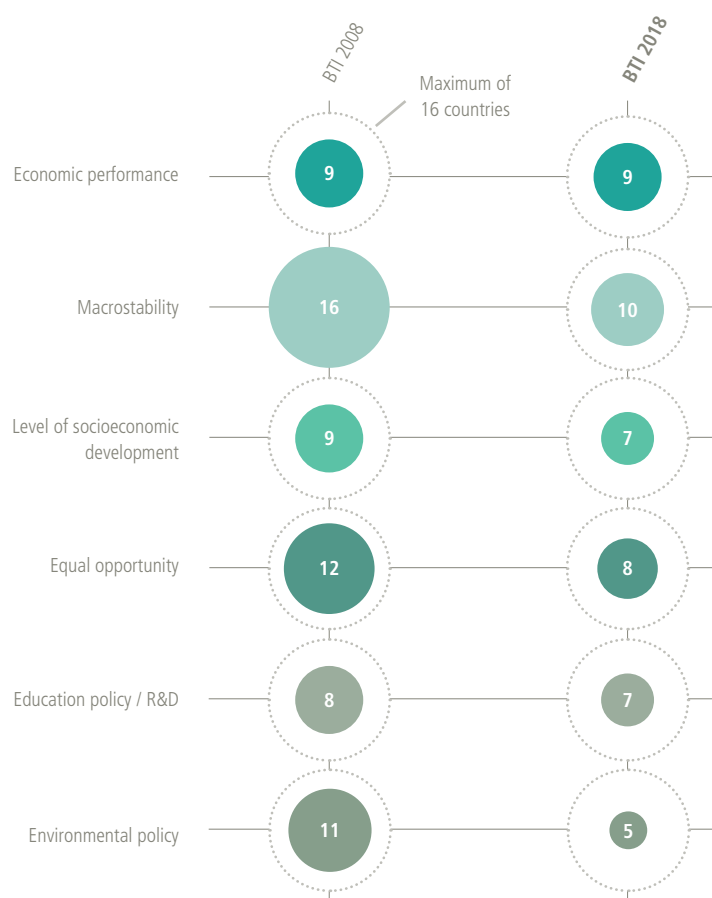 BTI 2008
BTI 2018
Maximum of
16 countries
Economic performance
9
9
Macrostability
16
10
Level of socioeconomic
development
9
7
Equal opportunity
12
8
Education policy / R&D
8
7
Environmental policy
11
5